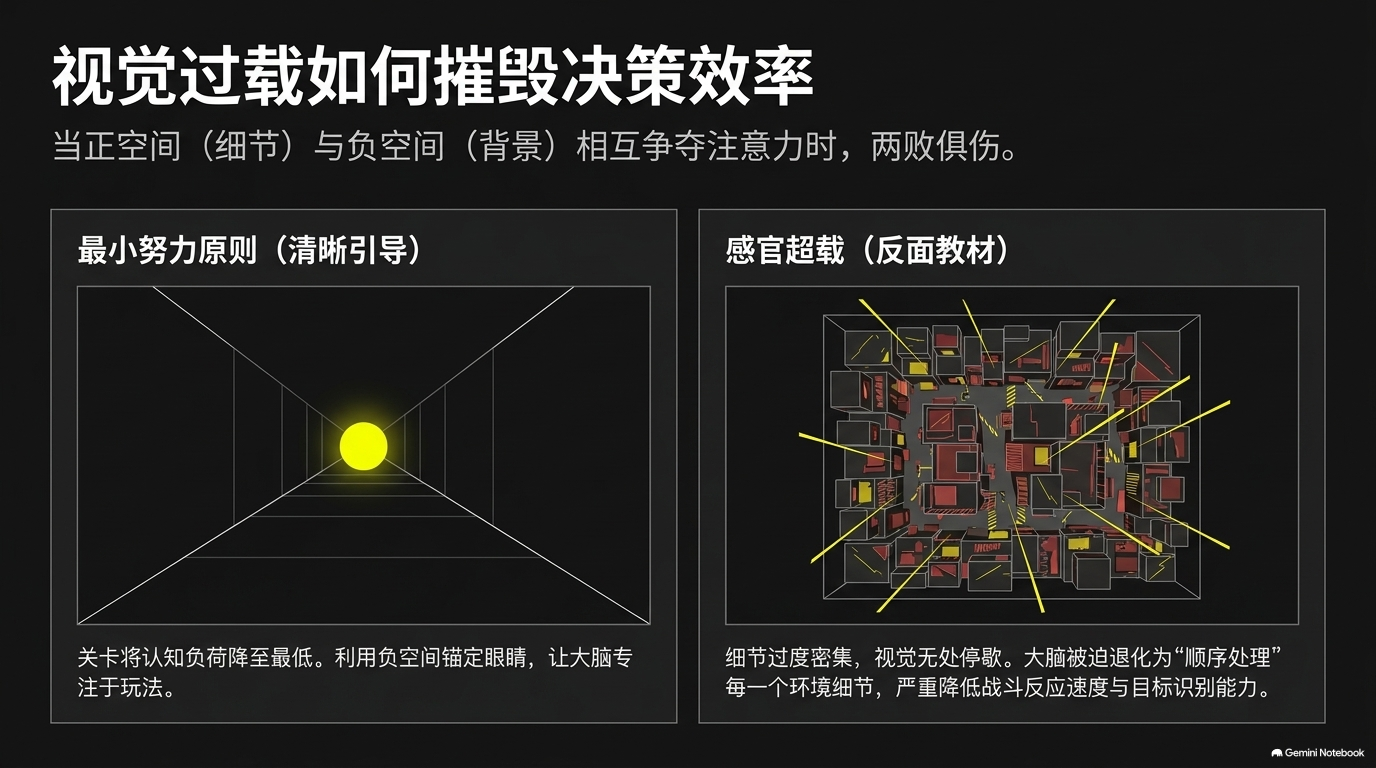 视觉过载如何摧毁决策效率
当正空间（细节）与负空间（背景）相互争夺注意力时，两败俱伤。
最小努力原则（清晰引导）
关卡将认知负荷降至最低。利用负空间锚定眼睛，让大脑专
注于玩法。
感官超载（反面教材）
细节过度密集，视觉无处停歇。大脑被迫退化为“顺序处理”
每一个环境细节，严重降低战斗反应速度与目标识别能力。
Gemini Notebook